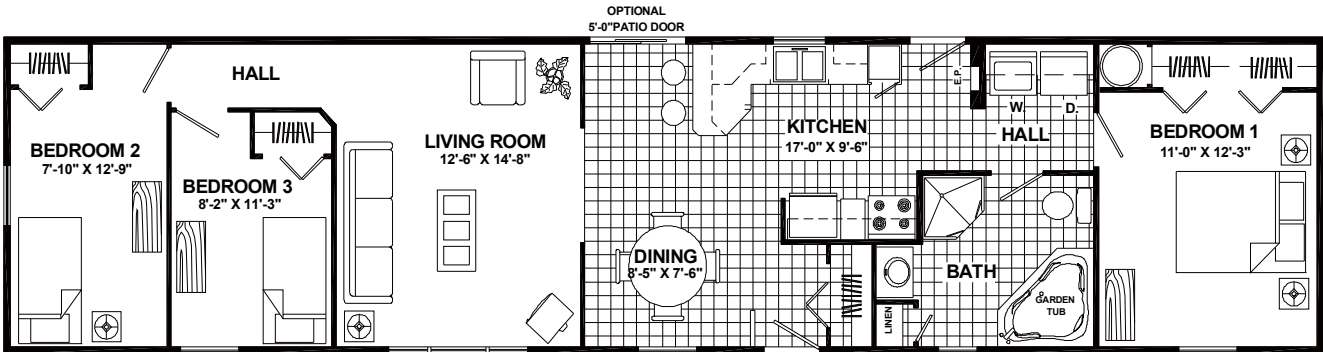 OPTIONAL
5'-0"PATIO DOOR
HALL
BEDROOM 2
7'-10" X 12'-9"
BEDROOM 3
8'-2" X 11'-3"
LIVING ROOM
12'-6" X 14'-8"
KITCHEN
17'-0" X 9'-6"
DINING
8'-5" X 7'-6"
E.P.
W.
D.
HALL
BATH
LINEN
GARDEN
TUB
BEDROOM 1
11'-0" X 12'-3"